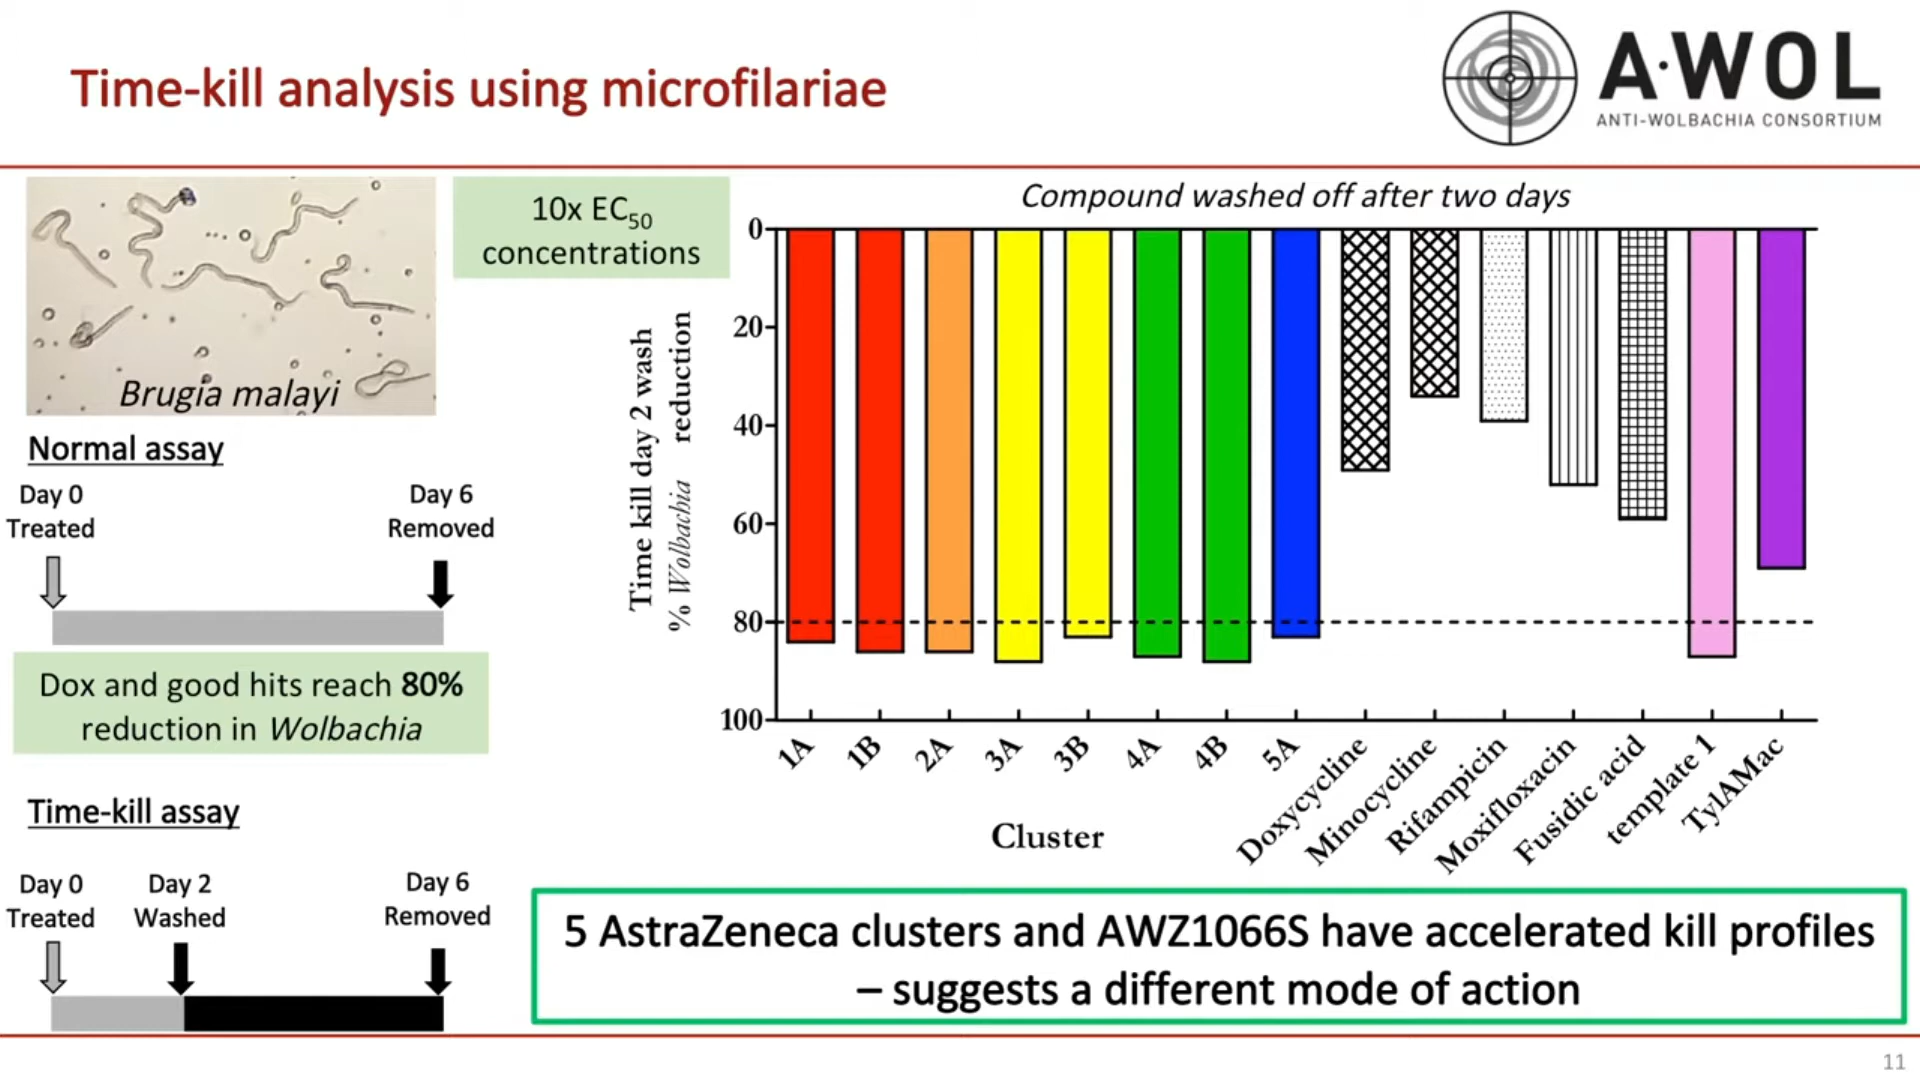 Time-kill analysis using microfilariae
A·WOL
ANTI-WOLBACHIA CONSORTIUM
Brugia malayi
10x EC50
concentrations
Normal assay
Day 0
Treated
Day 6
Removed
Dox and good hits reach 80%
reduction in Wolbachia
Time-kill assay
Day 0
Treated
Day 2
Washed
Day 6
Removed
Compound washed off after two days
Time kill day 2 wash
% Wolbachia reduction
0
20
40
60
80
100
1A
1B
2A
3A
3B
4A
4B
5A
Doxycycline
Minocycline
Rifampicin
Moxifloxacin
Fusidic acid
template 1
TylAMac
Cluster
5 AstraZeneca clusters and AWZ1066S have accelerated kill profiles
– suggests a different mode of action
11